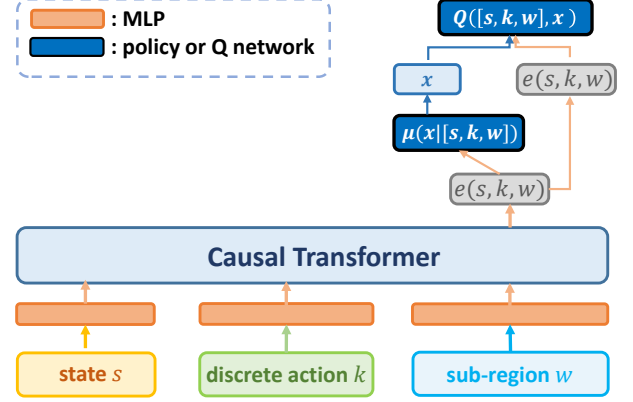 : MLP
: policy or Q network
Q([s, k, w], x)
x
e(s, k, w)
μ(x|[s, k, w])
e(s, k, w)
Causal Transformer
state s
discrete action k
sub-region w